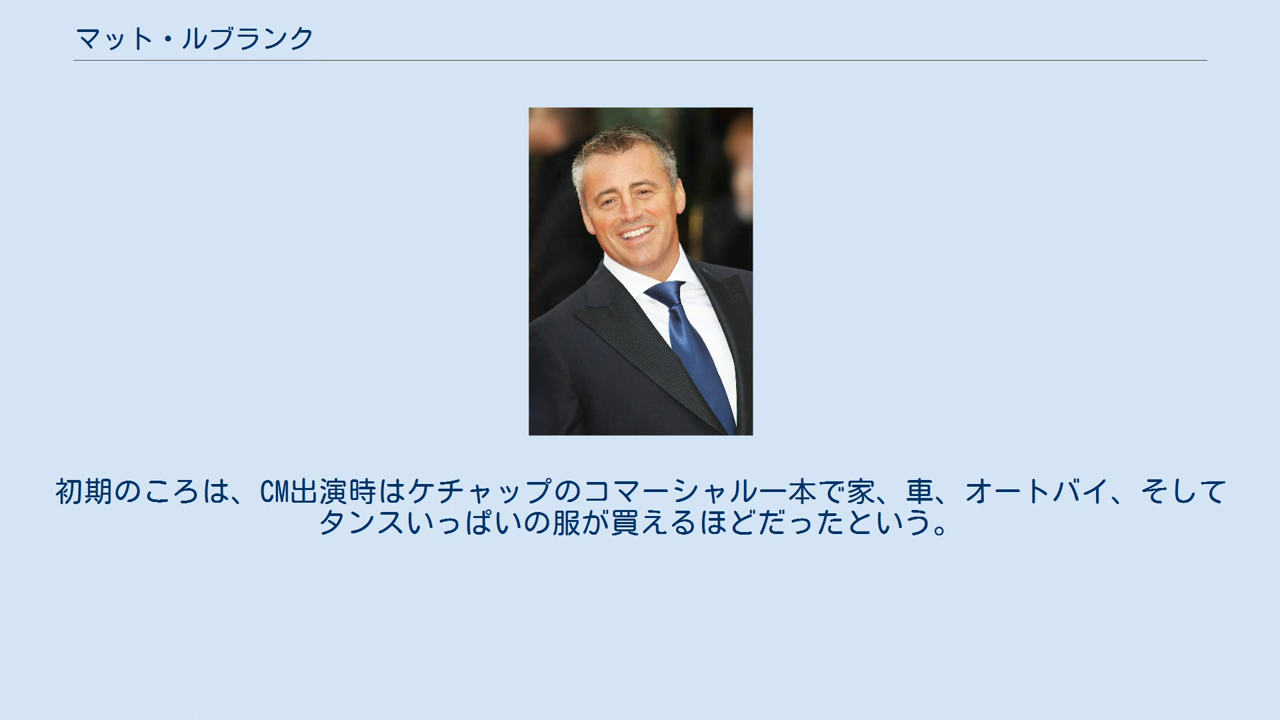 マット・ルブランク
初期のころは、CM出演時はケチャップのコマーシャル一本で家、車、オートバイ、そして
タンスいっぱいの服が買えるほどだったという。